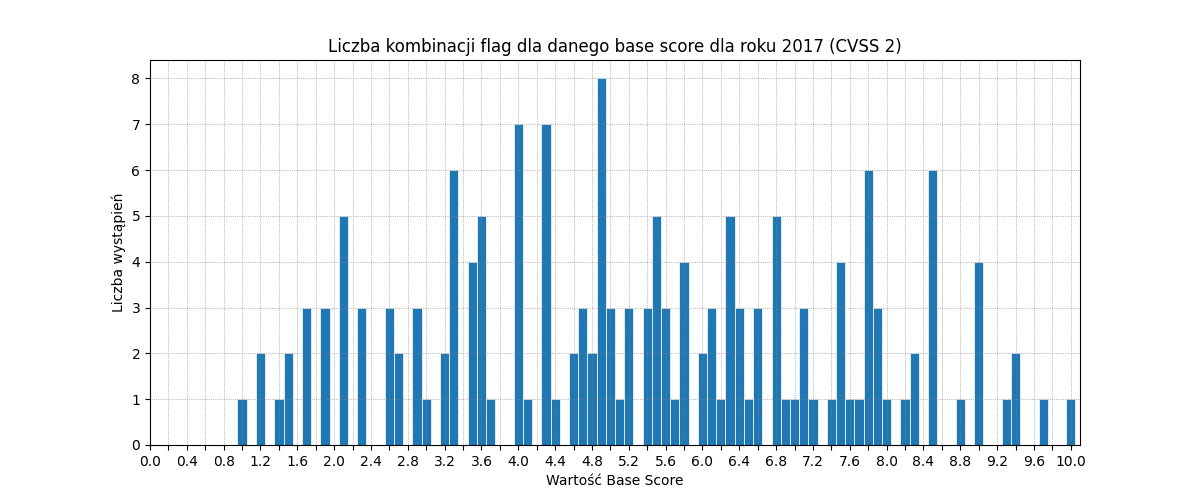 Liczba kombinacji flag dla danego base score dla roku 2017 (CVSS 2)
8
7
6
5
4
3
2
1
0
Liczba wystąpień
0.0 0.4 0.8 1.2 1.6 2.0 2.4 2.8 3.2 3.6 4.0 4.4 4.8 5.2 5.6 6.0 6.4 6.8 7.2 7.6 8.0 8.4 8.8 9.2 9.6 10.0
Wartość Base Score